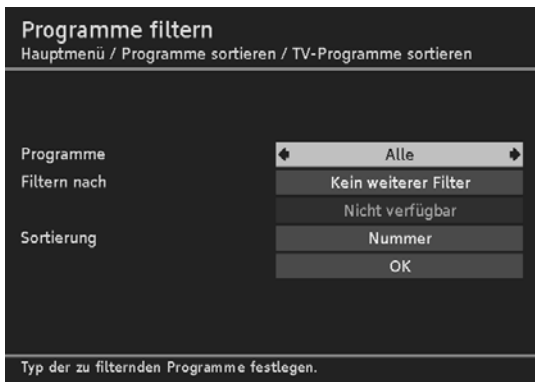 Programme filtern
Hauptmenü / Programme sortieren / TV-Programme sortieren
Programme Alle
Filtern nach Kein weiterer Filter
Nicht verfügbar
Sortierung Nummer
OK
Typ der zu filternden Programme festlegen.